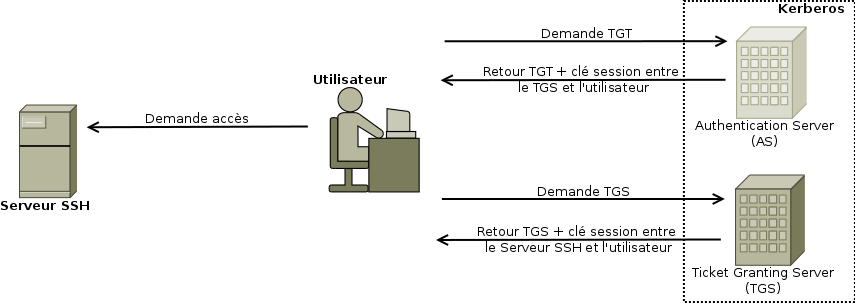 Kerberos
Demande TGT
Retour TGT + clé session entre
le TGS et l'utilisateur
Authentication Server
(AS)
Utilisateur
Demande accès
Serveur SSH
Demande TGS
Retour TGS + clé session entre
le Serveur SSH et l'utilisateur
Ticket Granting Server
(TGS)